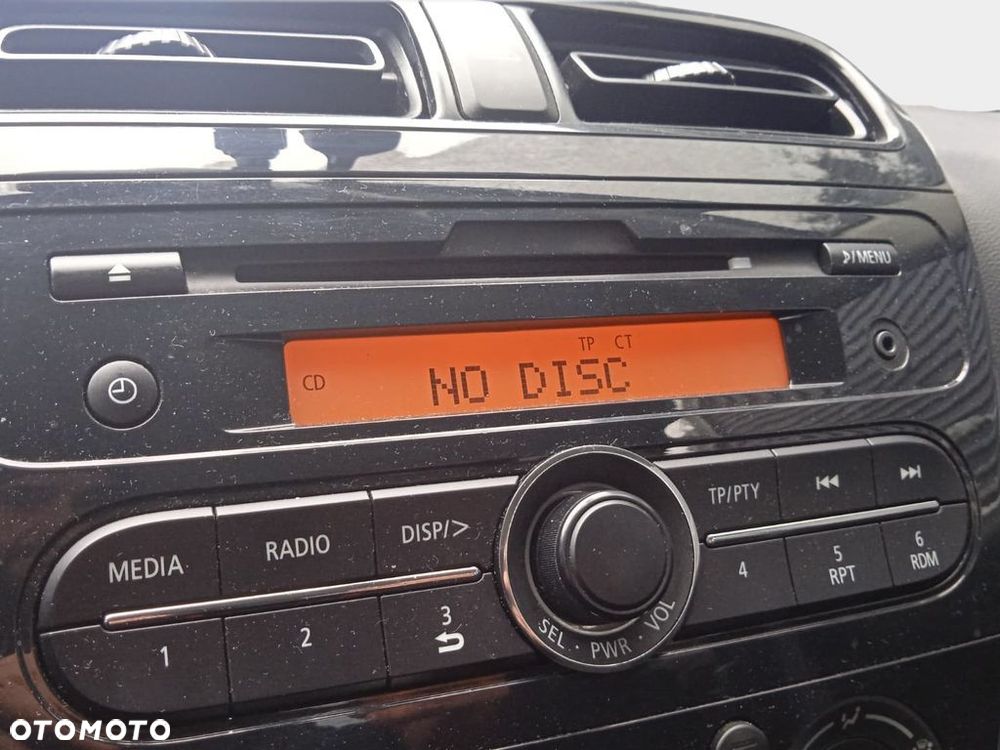 ♪/MENU
TP CT
CD NO DISC
MEDIA RADIO DISP/> TP/PTY
1 2 3 4 5 RPT 6 RDM
SEL · PWR · VOL
OTOMOTO